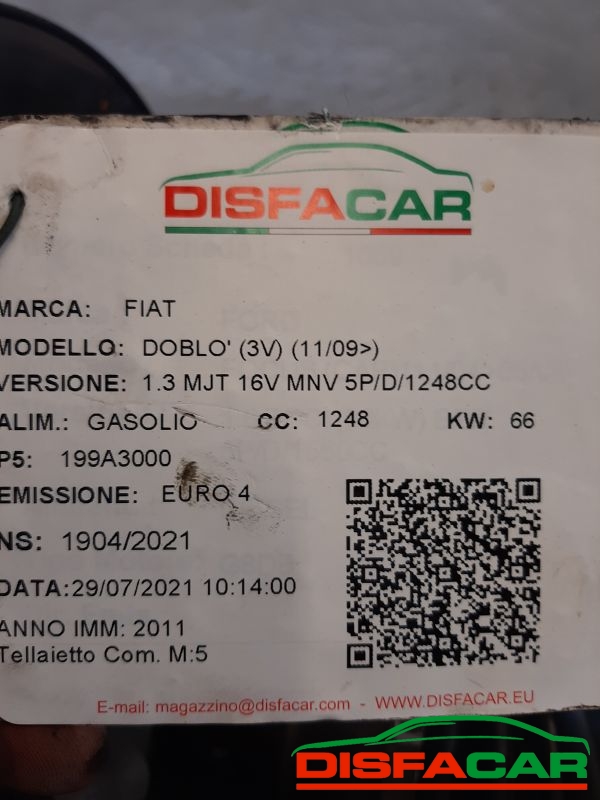 DISFACAR
MARCA: FIAT
MODELLO: DOBLO' (3V) (11/09>)
VERSIONE: 1.3 MJT 16V MNV 5P/D/1248CC
ALIM.: GASOLIO CC: 1248 KW: 66
P5: 199A3000
EMISSIONE: EURO 4
NS: 1904/2021
DATA:29/07/2021 10:14:00
ANNO IMM: 2011
Tellaietto Com. M:5
E-mail: magazzino@disfacar.com - WWW.DISFACAR.EU
DISFACAR